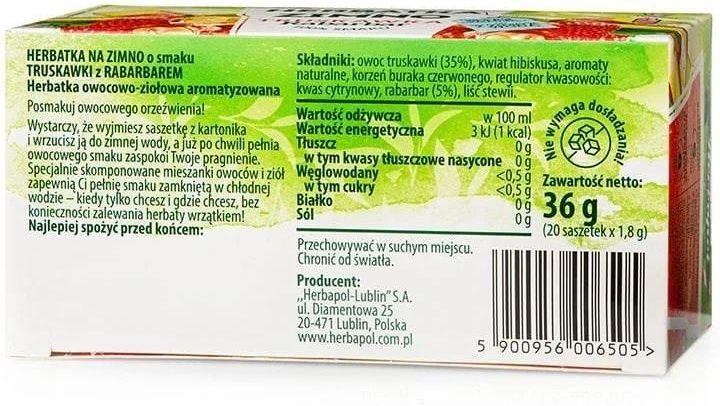 HERBATKA
HERBATKA NA ZIMNO o smaku
TRUSKAWKI z RABARBAREM
Herbatka owocowo-ziołowa aromatyzowana
Posmakuj owocowego orzeźwienia!
Wystarczy, że wyjmiesz saszetkę z kartonika
i wrzucisz ją do zimnej wody, a już po chwili pełnia
owocowego smaku zaspokoi Twoje pragnienie.
Specjalnie skomponowane mieszanki owoców i ziół
zapewnią Ci pełnię smaku zamkniętą w chłodnej
wodzie – kiedy tylko chcesz i gdzie chcesz, bez
konieczności zalewania herbaty wrzątkiem!
Najlepiej spożyć przed końcem:
Składniki: owoc truskawki (35%), kwiat hibiskusa, aromaty
naturalne, korzeń buraka czerwonego, regulator kwasowości:
kwas cytrynowy, rabarbar (5%), liść stewii.
Wartość odżywcza w 100 ml
Wartość energetyczna 3 kJ (1 kcal)
Tłuszcz 0 g
w tym kwasy tłuszczowe nasycone 0 g
Węglowodany <0,5 g
w tym cukry <0,5 g
Białko 0 g
Sól 0 g
Nie wymaga dosładzania!
Zawartość netto:
36 g
(20 saszetek x 1,8 g)
Przechowywać w suchym miejscu.
Chronić od światła.
Producent:
,,Herbapol-Lublin” S.A.
ul. Diamentowa 25
20-471 Lublin, Polska
www.herbapol.com.pl
5 900956 006505 >